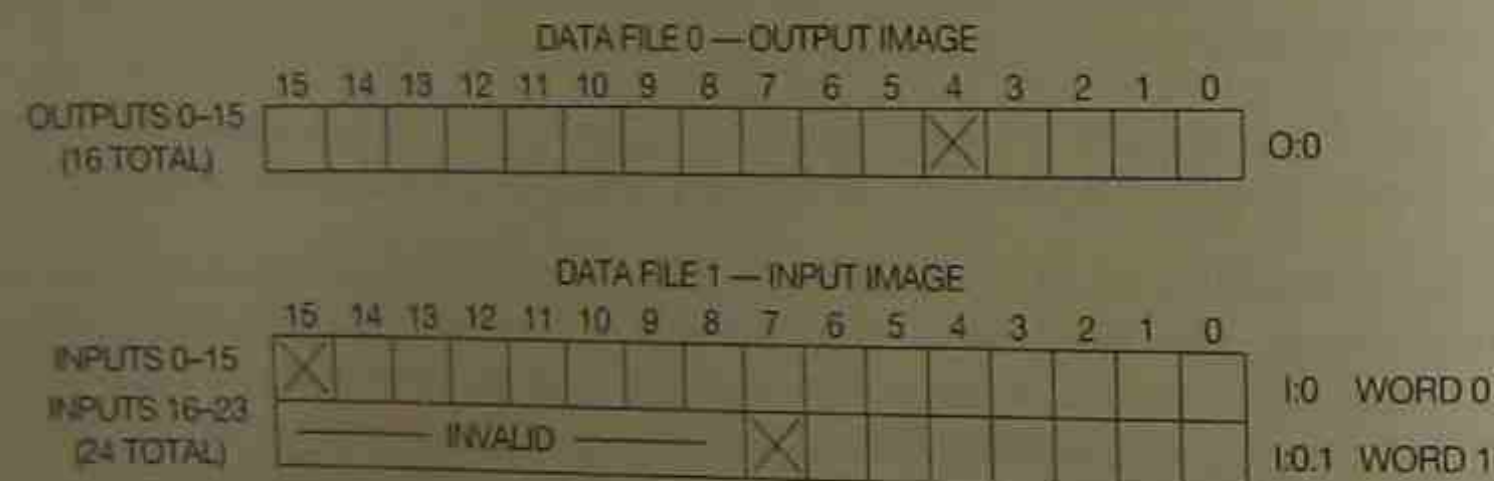 DATA FILE 0 — OUTPUT IMAGE
15 14 13 12 11 10 9 8 7 6 5 4 3 2 1 0
OUTPUTS 0–15
(16 TOTAL)
O:0
DATA FILE 1 — INPUT IMAGE
15 14 13 12 11 10 9 8 7 6 5 4 3 2 1 0
INPUTS 0–15
I:0 WORD 0
INPUTS 16–23
(24 TOTAL)
INVALID
I:0.1 WORD 1